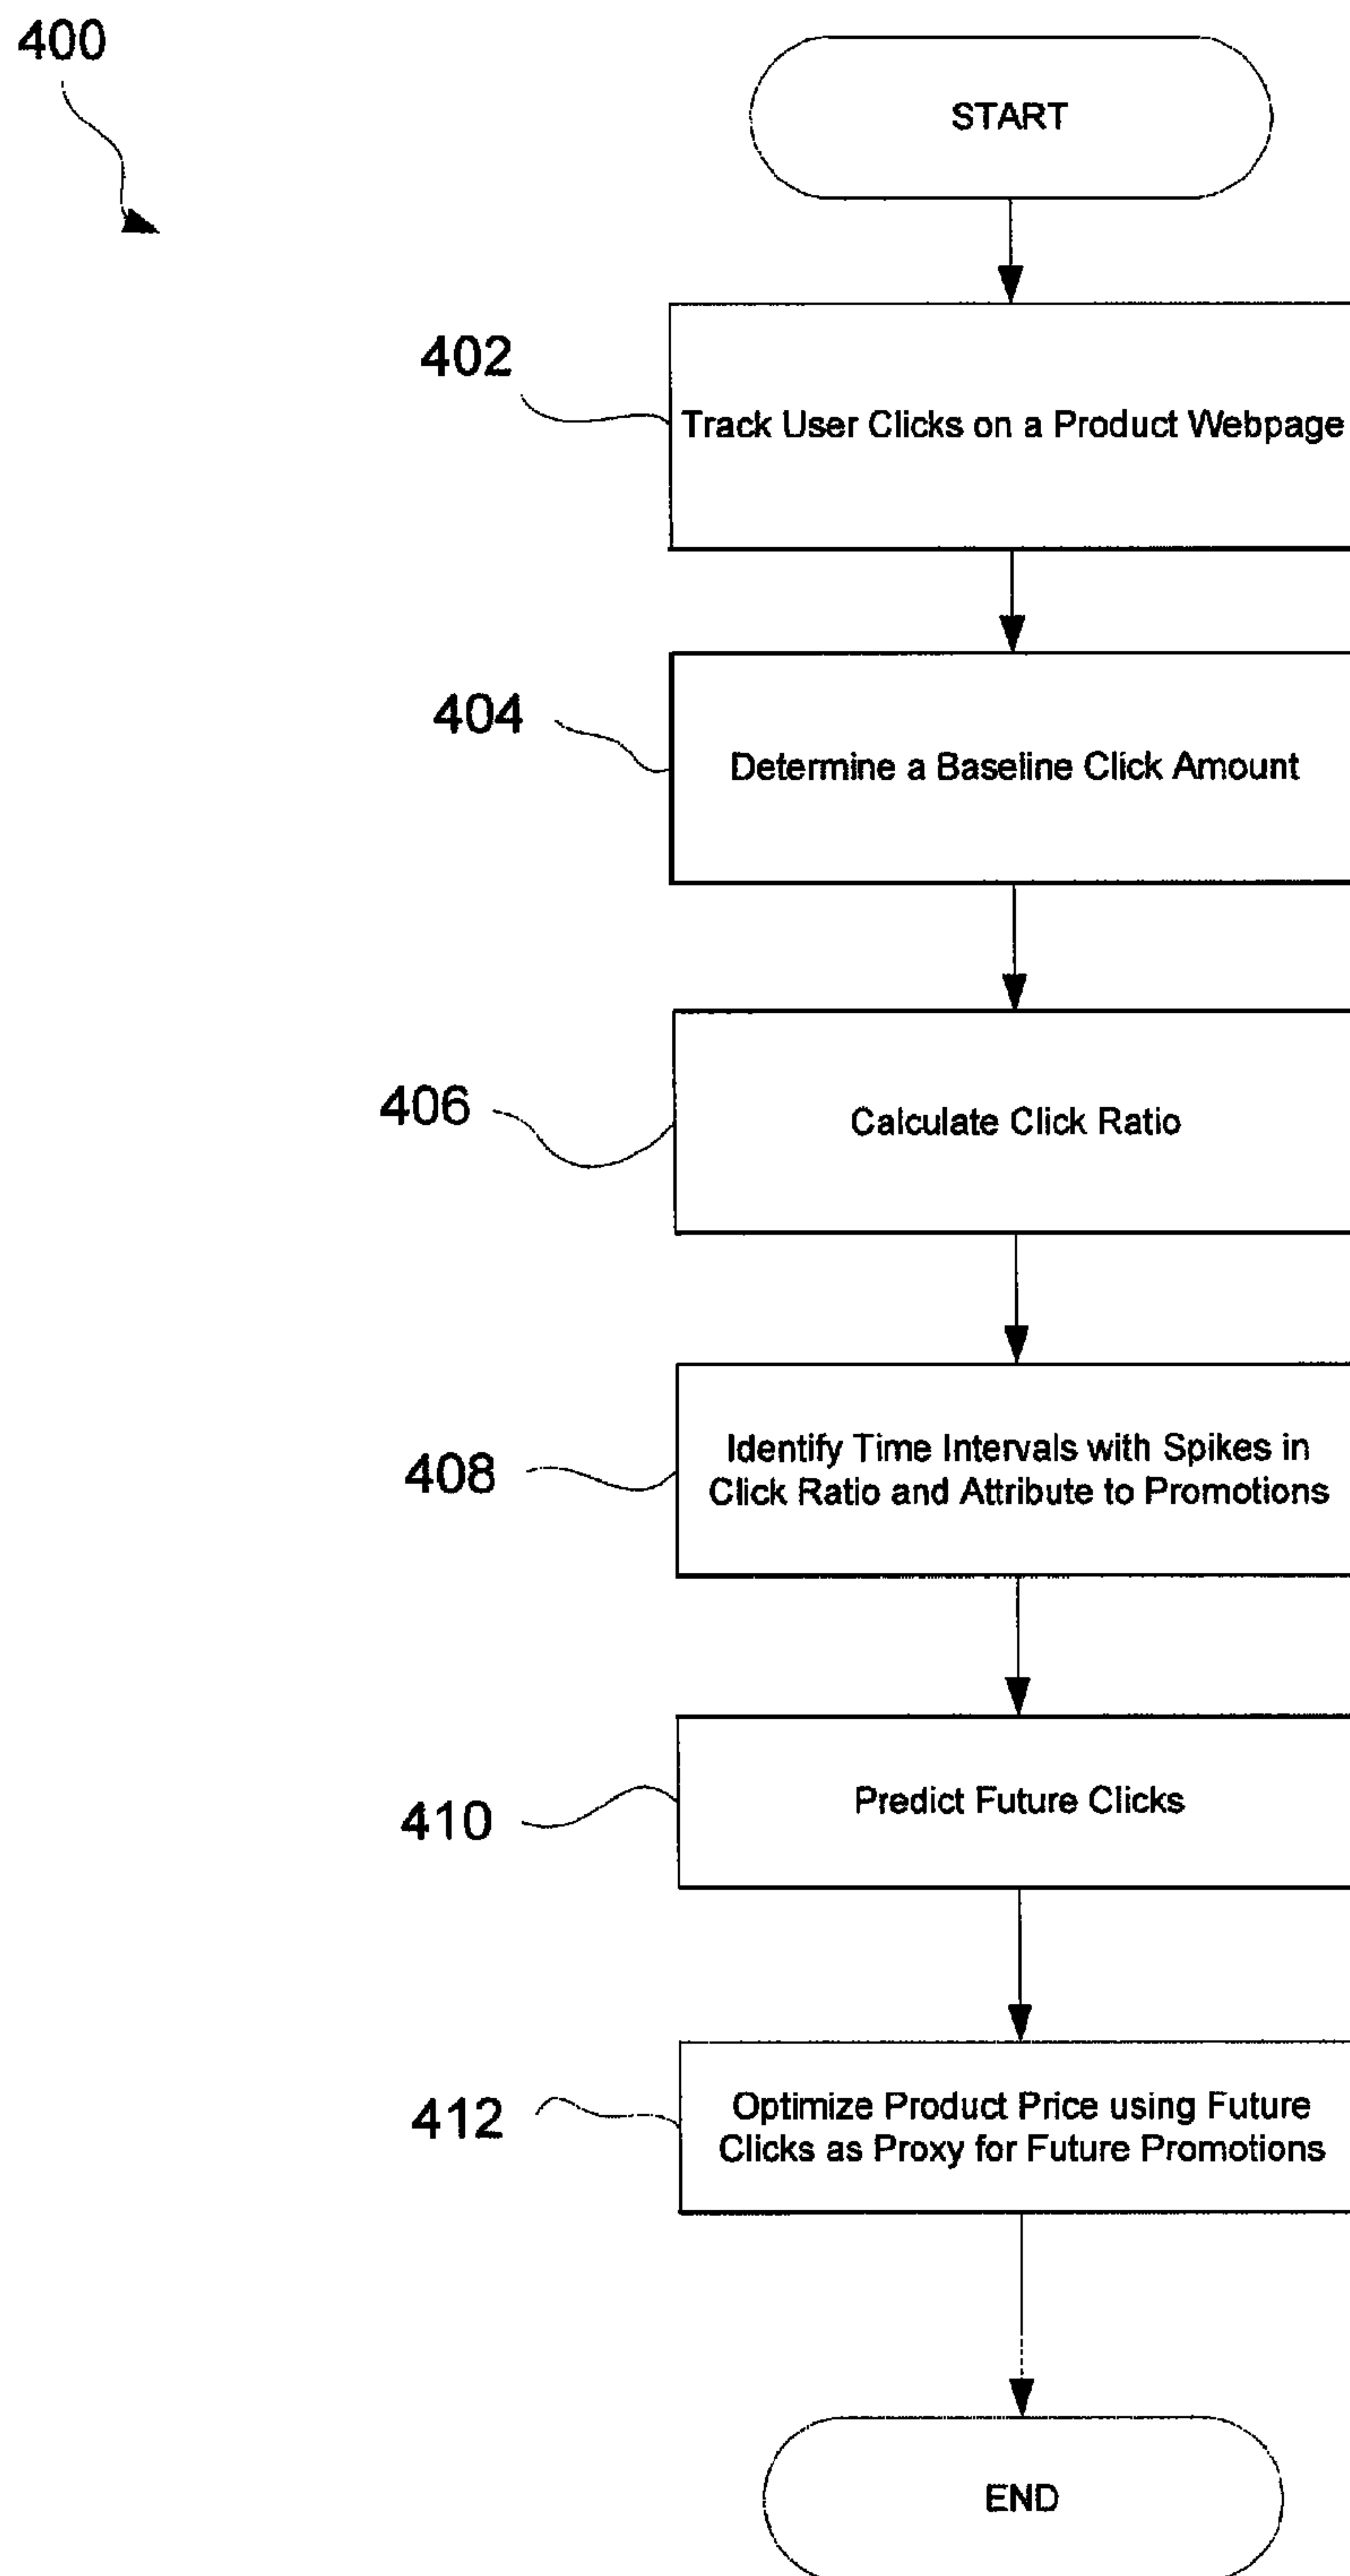 400
START
402
Track User Clicks on a Product Webpage
404
Determine a Baseline Click Amount
406
Calculate Click Ratio
408
Identify Time Intervals with Spikes in
Click Ratio and Attribute to Promotions
410
Predict Future Clicks
412
Optimize Product Price using Future
Clicks as Proxy for Future Promotions
END